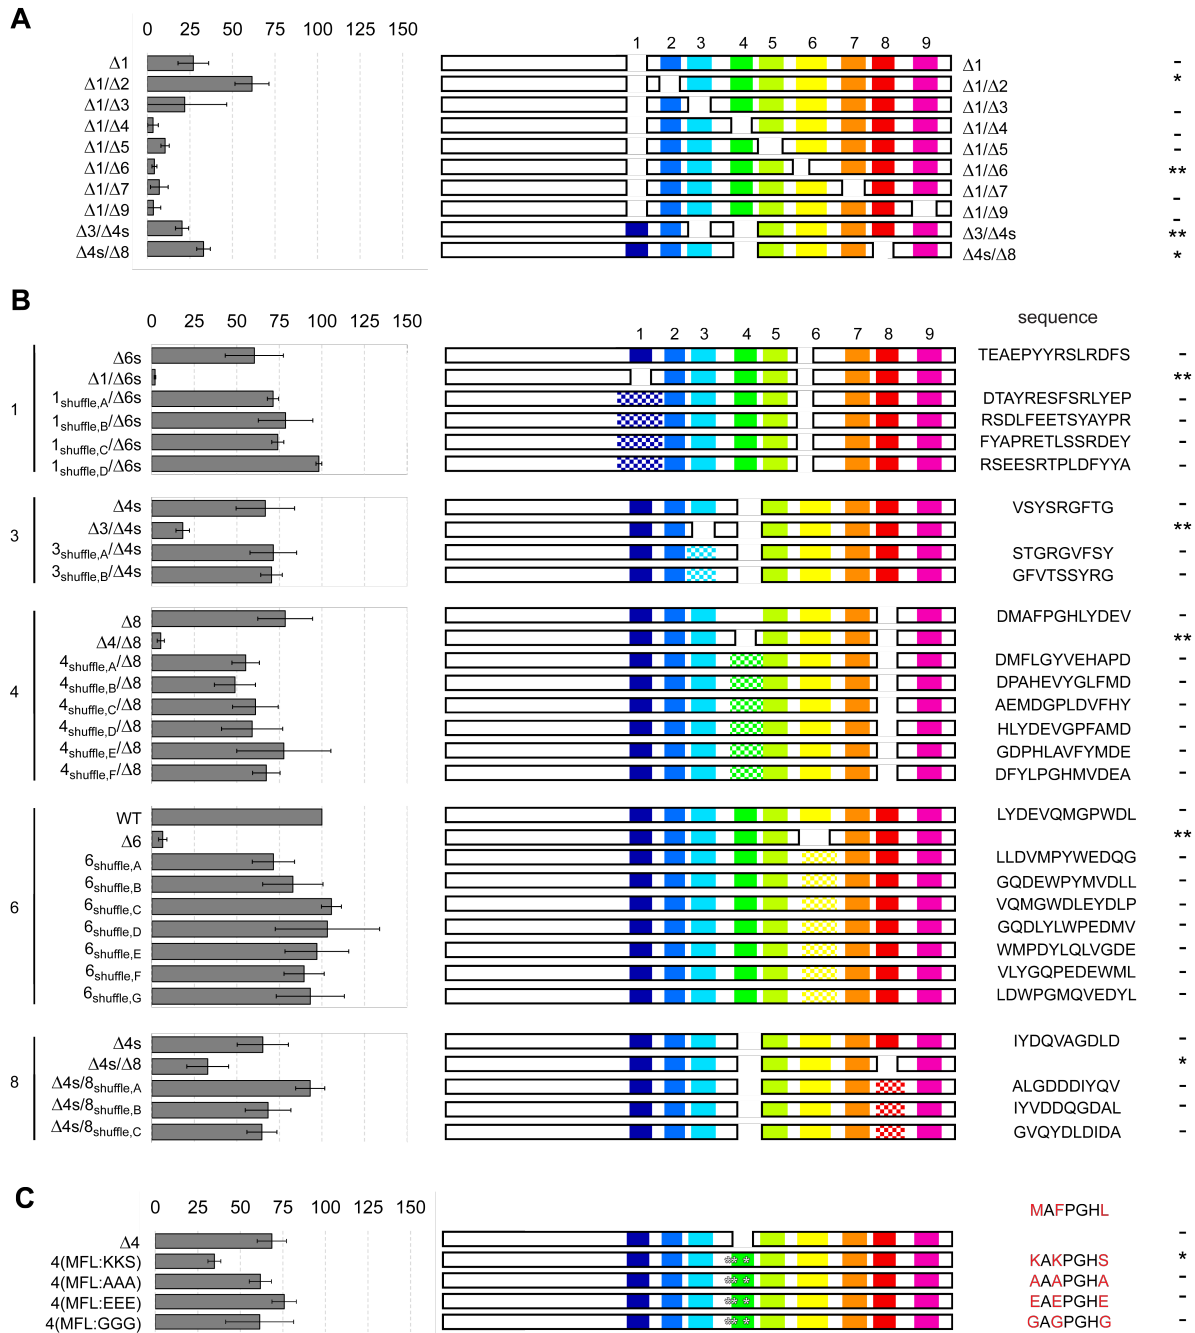 A
0 25 50 75 100 125 150
1 2 3 4 5 6 7 8 9
Δ1 Δ1 -
Δ1/Δ2 Δ1/Δ2 *
Δ1/Δ3 Δ1/Δ3 -
Δ1/Δ4 Δ1/Δ4 -
Δ1/Δ5 Δ1/Δ5 -
Δ1/Δ6 Δ1/Δ6 **
Δ1/Δ7 Δ1/Δ7 -
Δ1/Δ9 Δ1/Δ9 -
Δ3/Δ4s Δ3/Δ4s **
Δ4s/Δ8 Δ4s/Δ8 *
B
0 25 50 75 100 125 150
1 2 3 4 5 6 7 8 9
sequence
1
Δ6s TEAEPYYRSLRDFS -
Δ1/Δ6s **
1shuffle,A/Δ6s DTAYRESFSRLYEP -
1shuffle,B/Δ6s RSDLFEETSYAYPR -
1shuffle,C/Δ6s FYAPRETLSSRDEY -
1shuffle,D/Δ6s RSEESRTPLDFYYA -
3
Δ4s VSYSRGFTG -
Δ3/Δ4s **
3shuffle,A/Δ4s STGRGVFSY -
3shuffle,B/Δ4s GFVTSSYRG -
4
Δ8 DMAFPGHLYDEV -
Δ4/Δ8 **
4shuffle,A/Δ8 DMFLGYVEHAPD -
4shuffle,B/Δ8 DPAHEVYGLFMD -
4shuffle,C/Δ8 AEMDGPLDVFHY -
4shuffle,D/Δ8 HLYDEVGPFAMD -
4shuffle,E/Δ8 GDPHLAVFYMDE -
4shuffle,F/Δ8 DFYLPGHMVDEA -
6
WT LYDEVQMGPWDL -
Δ6 **
6shuffle,A LLDVMPYWEDQG -
6shuffle,B GQDEWPYMVDLL -
6shuffle,C VQMGWDLEYDLP -
6shuffle,D GQDLYLWPEDMV -
6shuffle,E WMPDYLQLVGDE -
6shuffle,F VLYGQPEDEWML -
6shuffle,G LDWPGMQVEDYL -
8
Δ4s IYDQVAGDLD -
Δ4s/Δ8 *
Δ4s/8shuffle,A ALGDDDIYQV -
Δ4s/8shuffle,B IYVDDQGDAL -
Δ4s/8shuffle,C GVQYDLDIDA -
C
0 25 50 75 100 125 150
MAFPGHL
Δ4 -
4(MFL:KKS) ** * KAKPGHS *
4(MFL:AAA) ** * AAAPGHA -
4(MFL:EEE) ** * EAEPGHE -
4(MFL:GGG) ** * GAGPGHG -